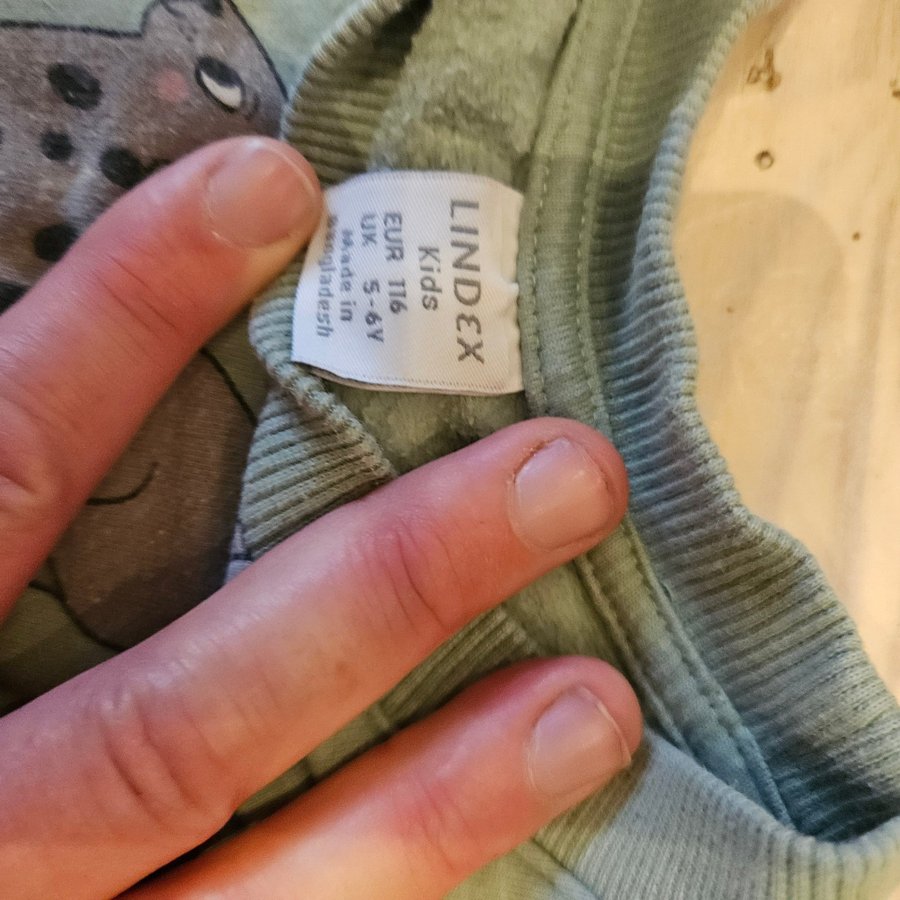 LINDEX
Kids
EUR 116
UK 5-6Y
Made in
Bangladesh